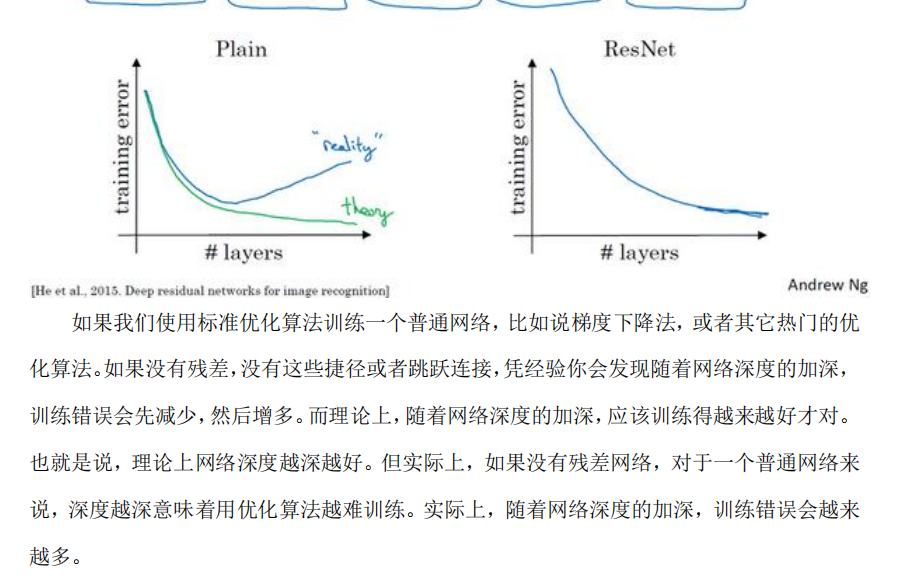 Plain
ResNet
training error
"reality"
theory
# layers
training error
# layers
[He et al., 2015. Deep residual networks for image recognition]
Andrew Ng
如果我们使用标准优化算法训练一个普通网络，比如说梯度下降法，或者其它热门的优
化算法。如果没有残差，没有这些捷径或者跳跃连接，凭经验你会发现随着网络深度的加深，
训练错误会先减少，然后增多。而理论上，随着网络深度的加深，应该训练得越来越好才对。
也就是说，理论上网络深度越深越好。但实际上，如果没有残差网络，对于一个普通网络来
说，深度越深意味着用优化算法越难训练。实际上，随着网络深度的加深，训练错误会越来
越多。